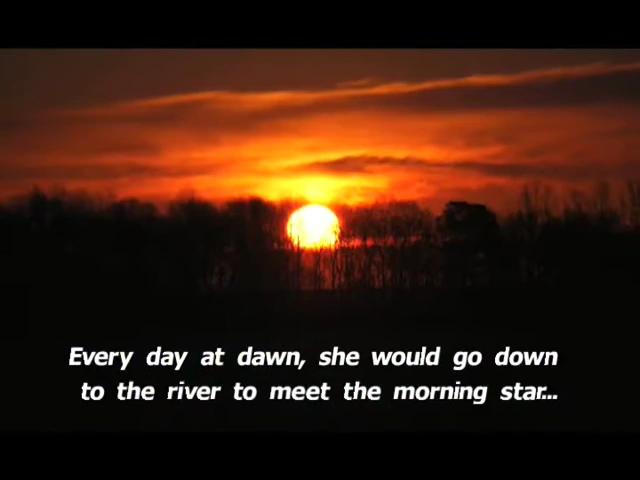 Every day at dawn, she would go down
to the river to meet the morning star...